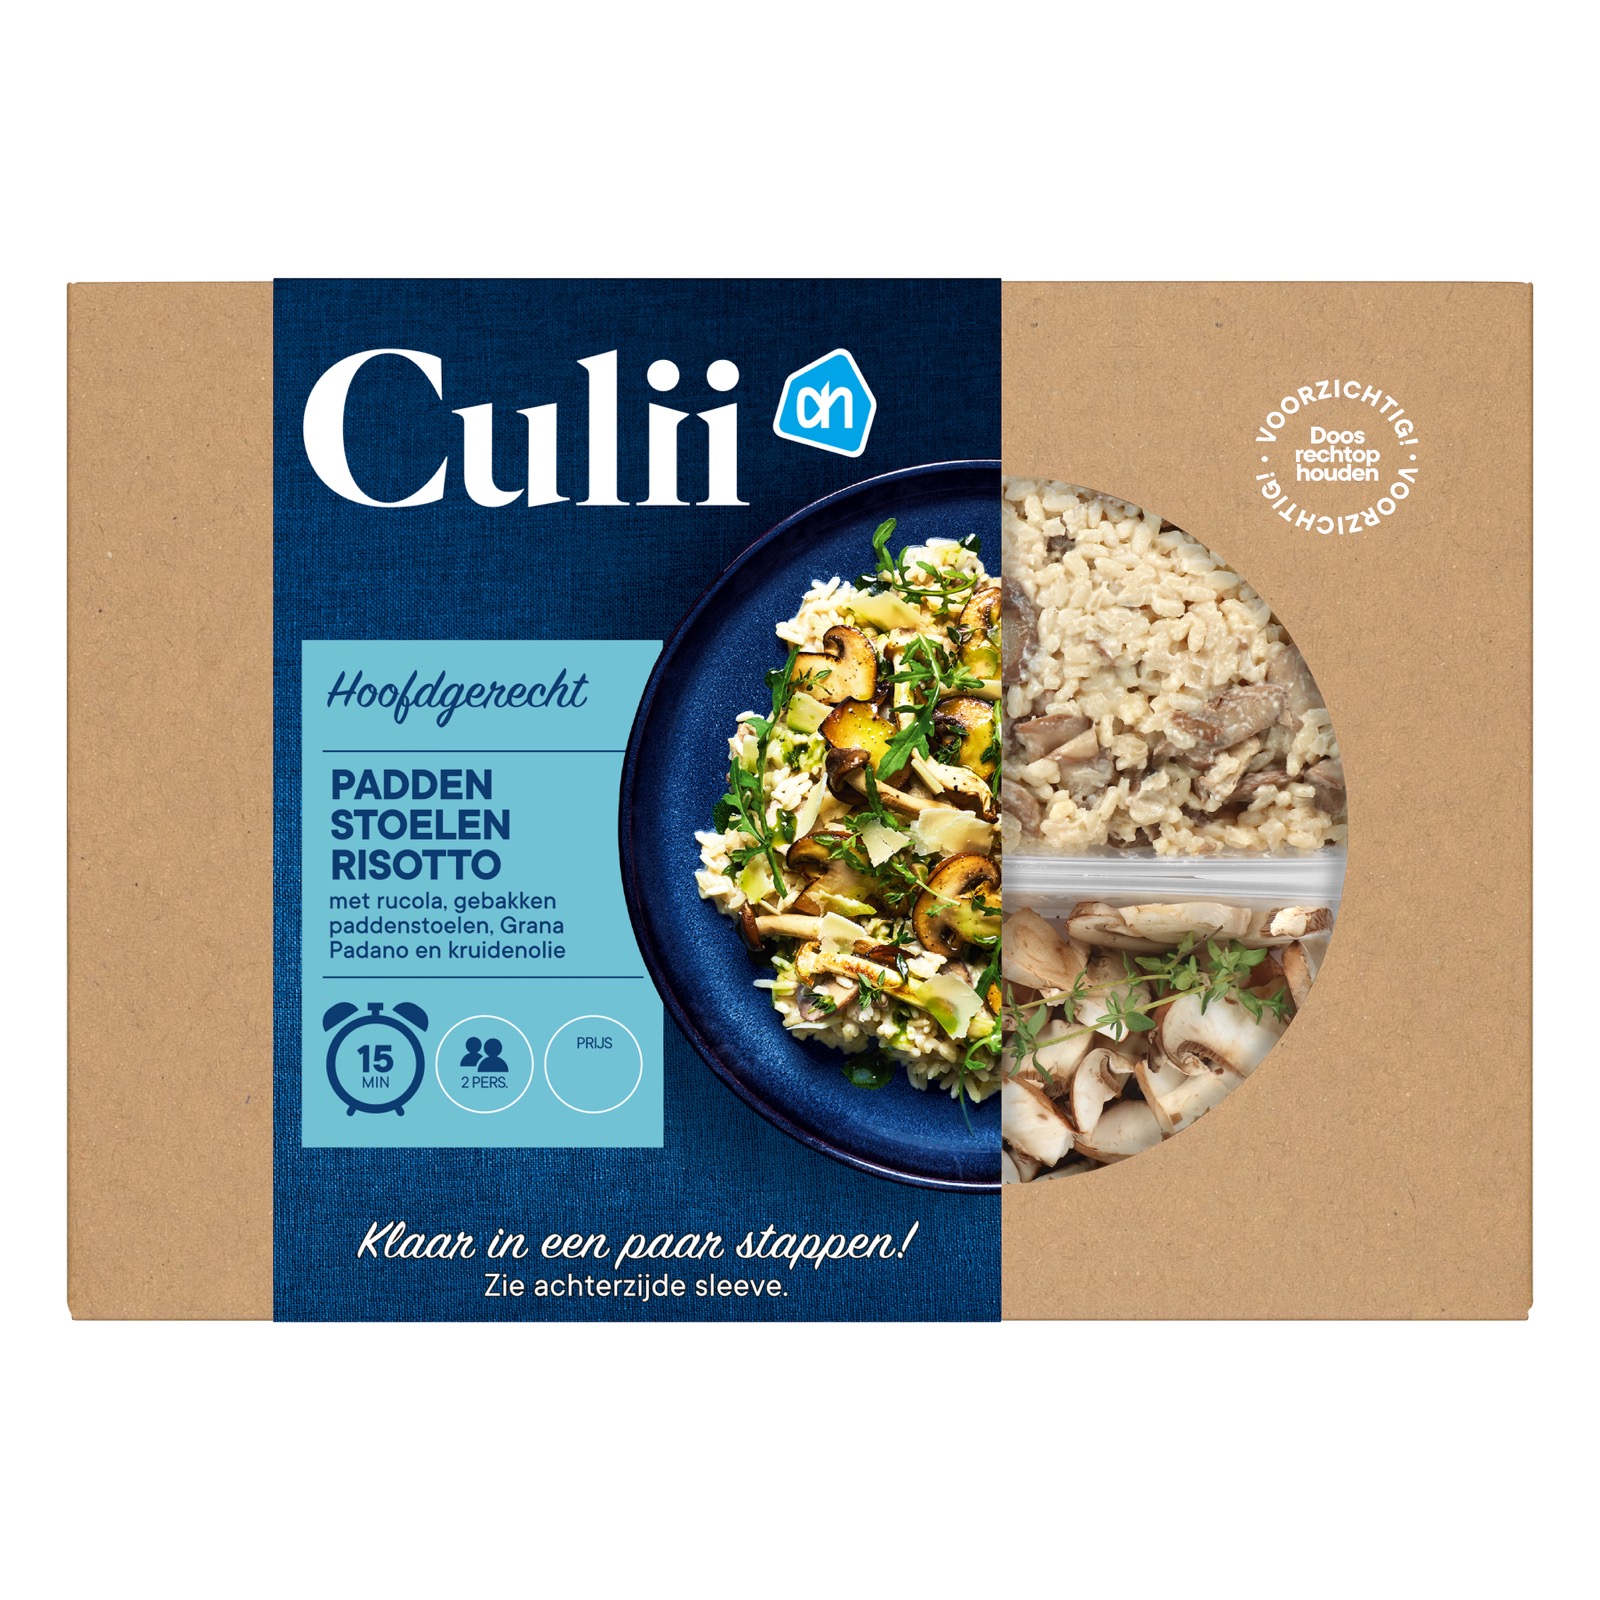 Culii
ah
VOORZICHTIG! • VOORZICHTIG! •
Doos
rechtop
houden
Hoofdgerecht
PADDEN
STOELEN
RISOTTO
met rucola, gebakken
paddenstoelen, Grana
Padano en kruidenolie
15
MIN
2 PERS.
PRIJS
Klaar in een paar stappen!
Zie achterzijde sleeve.